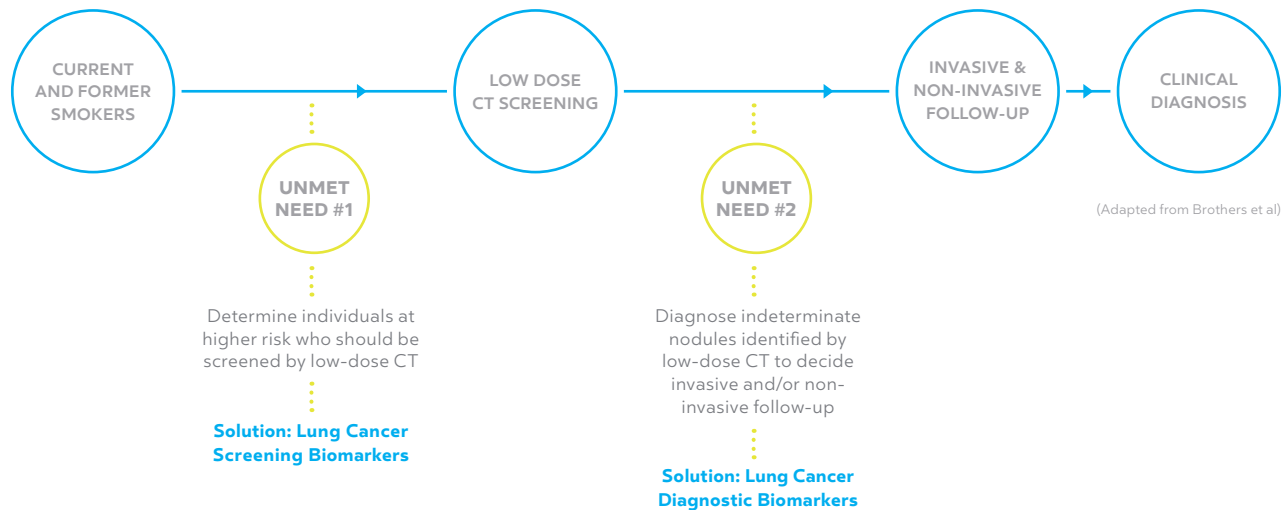 CURRENT
AND FORMER
SMOKERS
LOW DOSE
CT SCREENING
INVASIVE &
NON-INVASIVE
FOLLOW-UP
CLINICAL
DIAGNOSIS
UNMET
NEED #1
UNMET
NEED #2
(Adapted from Brothers et al)
Determine individuals at
higher risk who should be
screened by low-dose CT
Solution: Lung Cancer
Screening Biomarkers
Diagnose indeterminate
nodules identified by
low-dose CT to decide
invasive and/or non-
invasive follow-up
Solution: Lung Cancer
Diagnostic Biomarkers